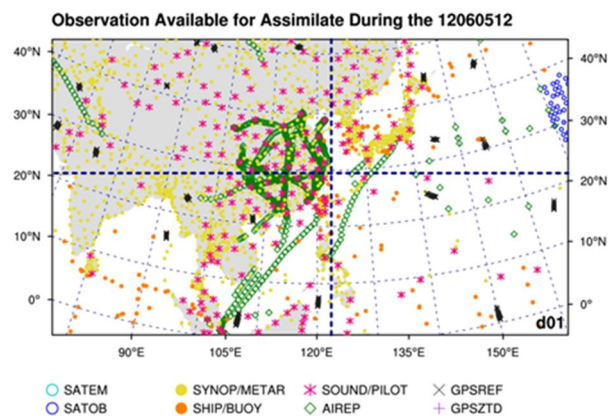 Observation Available for Assimilate During the 12060512
40°N
40°N
30°N
30°N
20°N
20°N
10°N
10°N
0°
0°
d01
90°E
105°E
120°E
135°E
150°E
SATEM
SYNOP/METAR
SOUND/PILOT
GPSREF
SATOB
SHIP/BUOY
AIREP
GPSZTD